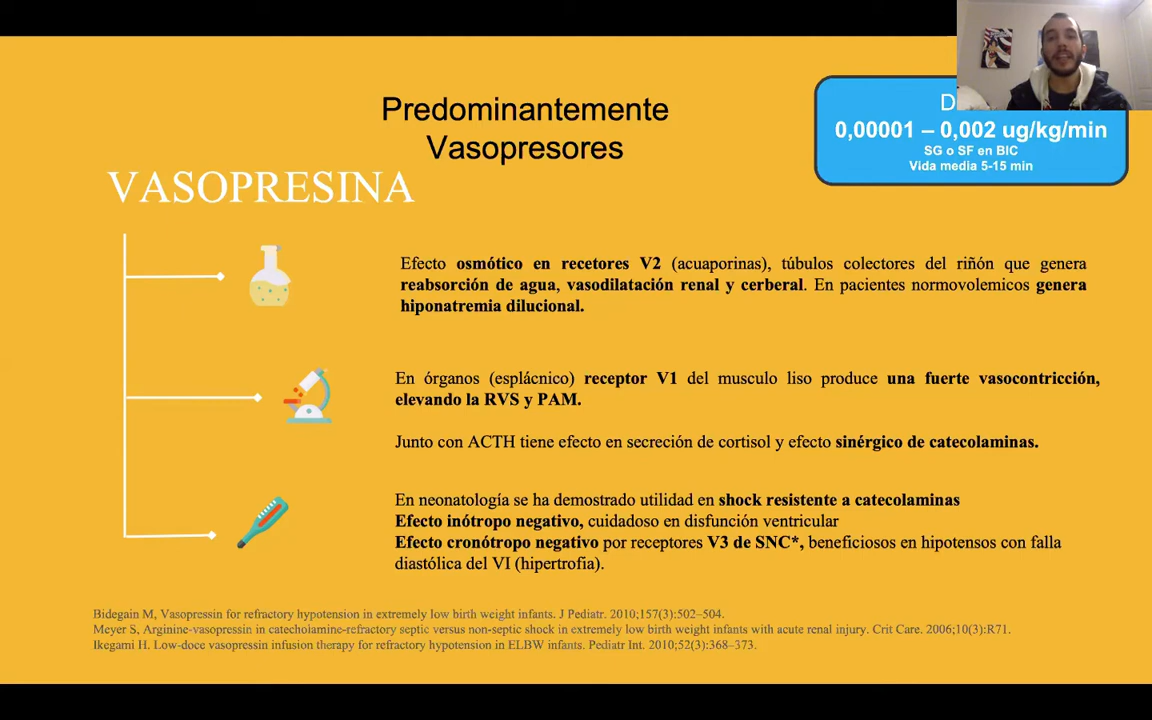 Predominantemente
Vasopresores
VASOPRESINA
0,00001 – 0,002 ug/kg/min
SG o SF en BIC
Vida media 5-15 min
Efecto osmótico en recetores V2 (acuaporinas), túbulos colectores del riñón que genera
reabsorción de agua, vasodilatación renal y cerberal. En pacientes normovolemicos genera
hiponatremia dilucional.
En órganos (esplácnico) receptor V1 del musculo liso produce una fuerte vasocontricción,
elevando la RVS y PAM.
Junto con ACTH tiene efecto en secreción de cortisol y efecto sinérgico de catecolaminas.
En neonatología se ha demostrado utilidad en shock resistente a catecolaminas
Efecto inótropo negativo, cuidadoso en disfunción ventricular
Efecto cronótropo negativo por receptores V3 de SNC*, beneficiosos en hipotensos con falla
diastólica del VI (hipertrofía).
Bidegain M, Vasopressin for refractory hypotension in extremely low birth weight infants. J Pediatr. 2010;157(3):502–504.
Meyer S, Arginine-vasopressin in catecholamine-refractory septic versus non-septic shock in extremely low birth weight infants with acute renal injury. Crit Care. 2006;10(3):R71.
Ikegami H. Low-doce vasopressin infusion therapy for refractory hypotension in ELBW infants. Pediatr Int. 2010;52(3):368–373.